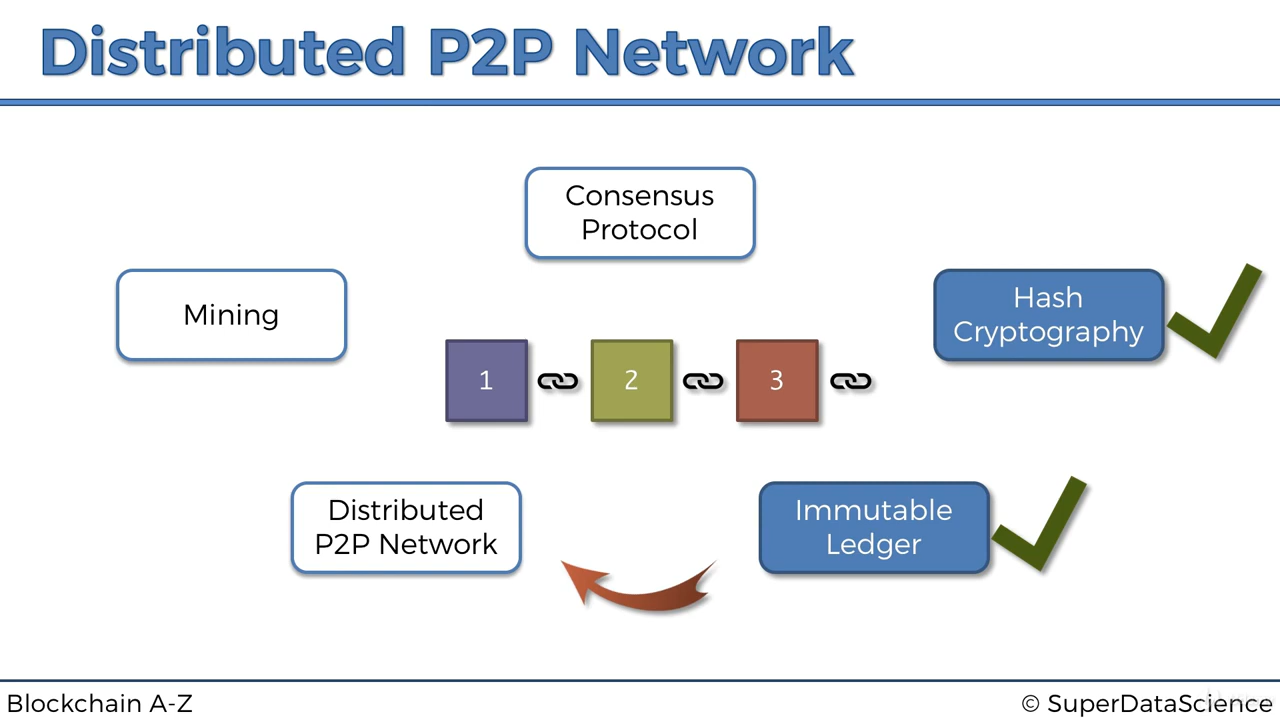 Distributed P2P Network
Consensus
Protocol
Mining
Hash
Cryptography
1
2
3
Distributed
P2P Network
Immutable
Ledger
Blockchain A-Z
© SuperDataScience